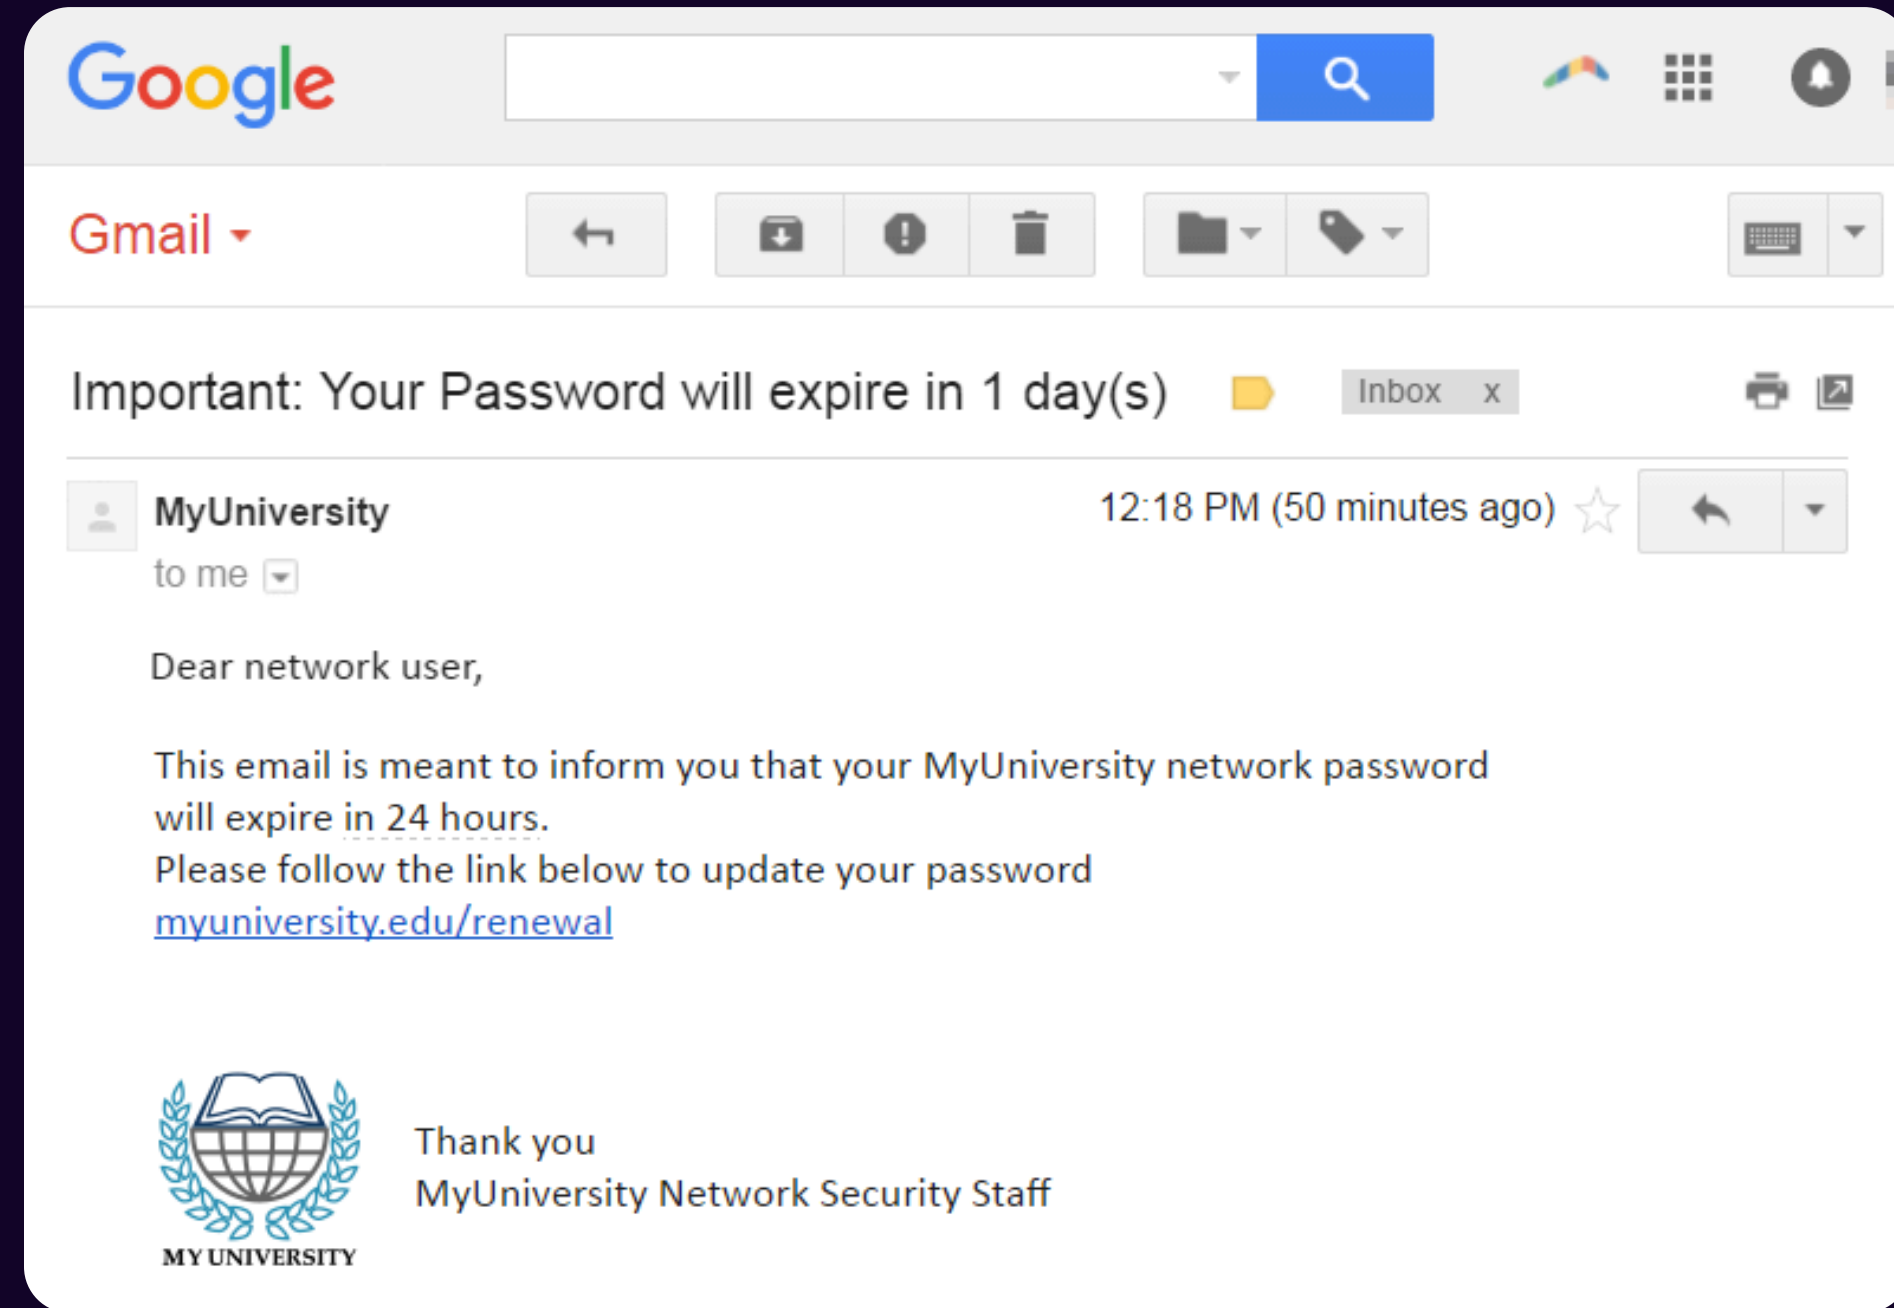 Google
Gmail
Important: Your Password will expire in 1 day(s)
Inbox x
MyUniversity
12:18 PM (50 minutes ago)
to me
Dear network user,
This email is meant to inform you that your MyUniversity network password
will expire in 24 hours.
Please follow the link below to update your password
myuniversity.edu/renewal
Thank you
MyUniversity Network Security Staff
MY UNIVERSITY